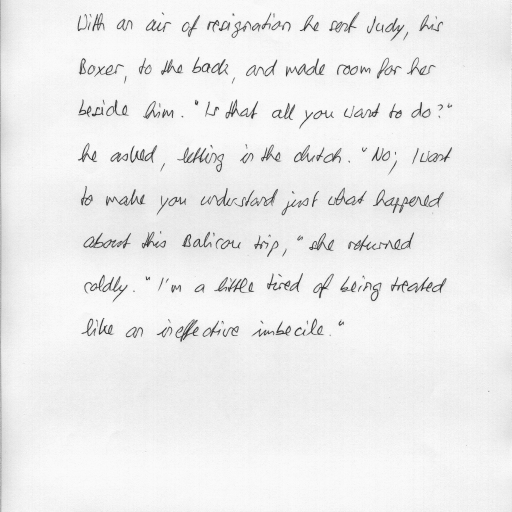 With an air of resignation he sent Judy, his
Boxer, to the back, and made room for her
beside him. "Is that all you want to do?"
he asked, letting in the clutch. "No; I want
to make you understand just what happened
about this Balicou trip," she returned
coldly. "I'm a little tired of being treated
like an ineffective imbecile."